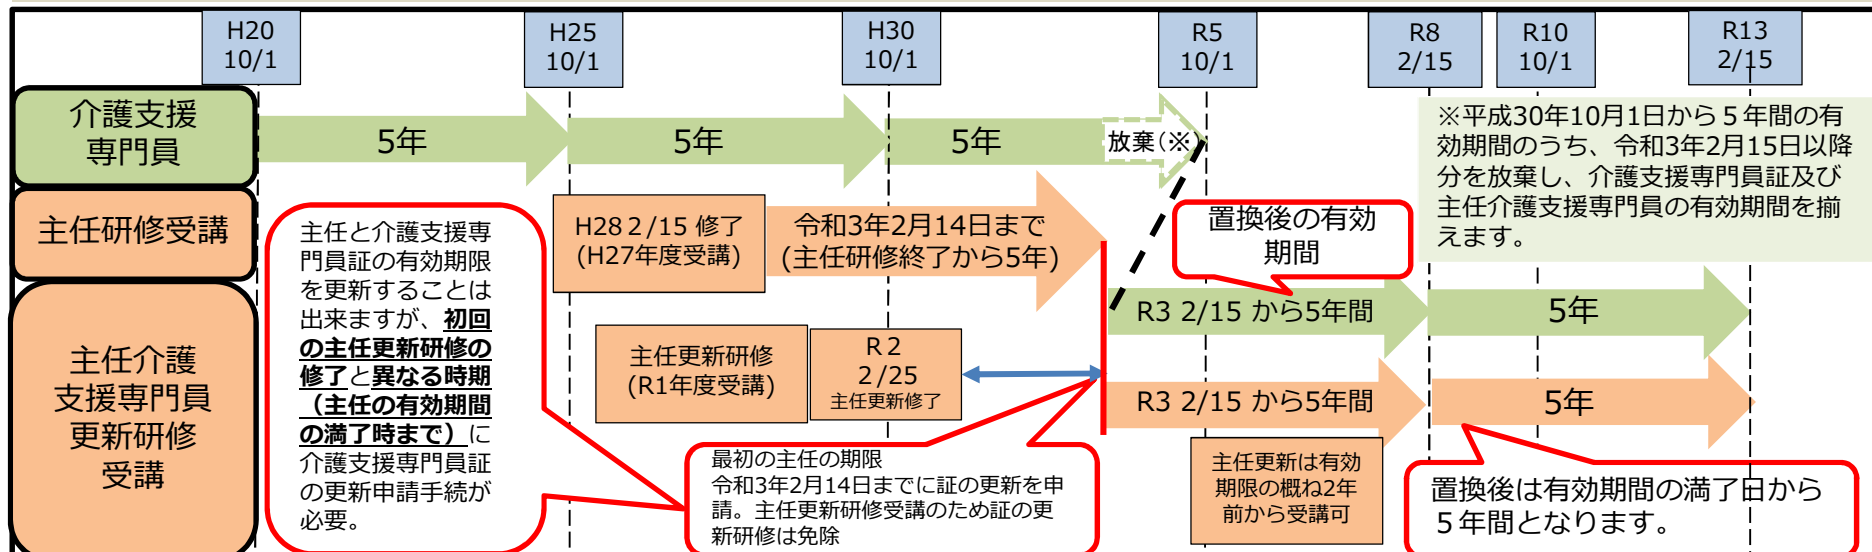 H20
10/1
H25
10/1
H30
10/1
R5
10/1
R8
2/15
R10
10/1
R13
2/15
介護支援
専門員
5年
5年
5年
放棄(※)
※平成30年10月1日から５年間の有
効期間のうち、令和3年2月15日以降
分を放棄し、介護支援専門員証及び
主任介護支援専門員の有効期間を揃
えます。
主任研修受講
主任と介護支援専
門員証の有効期限
を更新することは
出来ますが、初回
の主任更新研修の
修了と異なる時期
（主任の有効期間
の満了時まで）に
介護支援専門員証
の更新申請手続が
必要。
H28２/15 修了
(H27年度受講)
令和3年2月14日まで
(主任研修終了から5年)
置換後の有効
期間
R3 2/15 から5年間
5年
主任介護
支援専門員
更新研修
受講
主任更新研修
(R1年度受講)
R２
2/25
主任更新修了
R3 2/15 から5年間
5年
最初の主任の期限
令和3年2月14日までに証の更新を申
請。主任更新研修受講のため証の更
新研修は免除
主任更新は有効
期限の概ね2年
前から受講可
置換後は有効期間の満了日から
５年間となります。